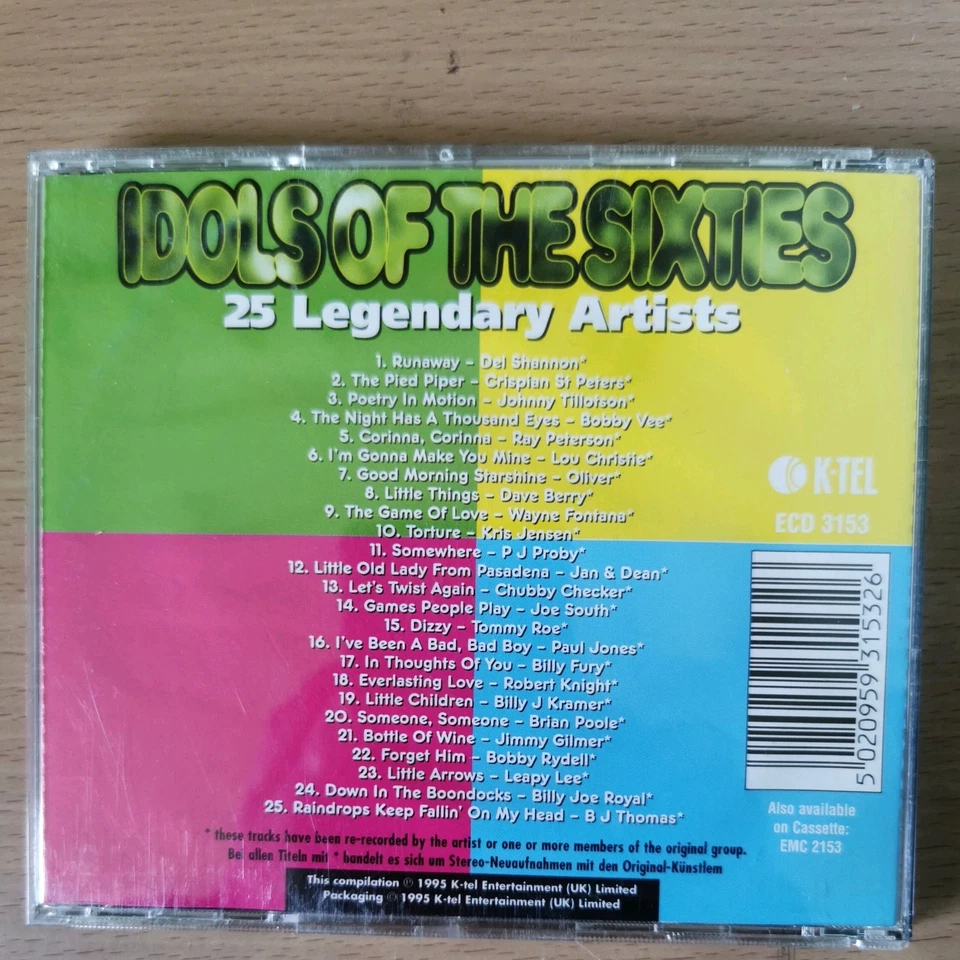 IDOLS OF THE SIXTIES
25 Legendary Artists
1. Runaway - Del Shannon*
2. The Pied Piper - Crispian St Peters*
3. Poetry In Motion - Johnny Tillotson*
4. The Night Has A Thousand Eyes - Bobby Vee*
5. Corinna, Corinna - Ray Peterson*
6. I'm Gonna Make You Mine - Lou Christie*
7. Good Morning Starshine - Oliver*
8. Little Things - Dave Berry*
9. The Game Of Love - Wayne Fontana*
10. Torture - Kris Jensen*
11. Somewhere - P J Proby*
12. Little Old Lady From Pasadena - Jan & Dean*
13. Let's Twist Again - Chubby Checker*
14. Games People Play - Joe South*
15. Dizzy - Tommy Roe*
16. I've Been A Bad, Bad Boy - Paul Jones*
17. In Thoughts Of You - Billy Fury*
18. Everlasting Love - Robert Knight*
19. Little Children - Billy J Kramer*
20. Someone, Someone - Brian Poole*
21. Bottle Of Wine - Jimmy Gilmer*
22. Forget Him - Bobby Rydell*
23. Little Arrows - Leapy Lee*
24. Down In The Boondocks - Billy Joe Royal*
25. Raindrops Keep Fallin' On My Head - B J Thomas*
* these tracks have been re-recorded by the artist or one or more members of the original group.
Bei allen Titeln mit * handelt es sich um Stereo-Neuaufnahmen mit den Original-Künstlern
This compilation ℗ 1995 K-tel Entertainment (UK) Limited
Packaging © 1995 K-tel Entertainment (UK) Limited
K-TEL
ECD 3153
5 020959 315326
Also available
on Cassette:
EMC 2153